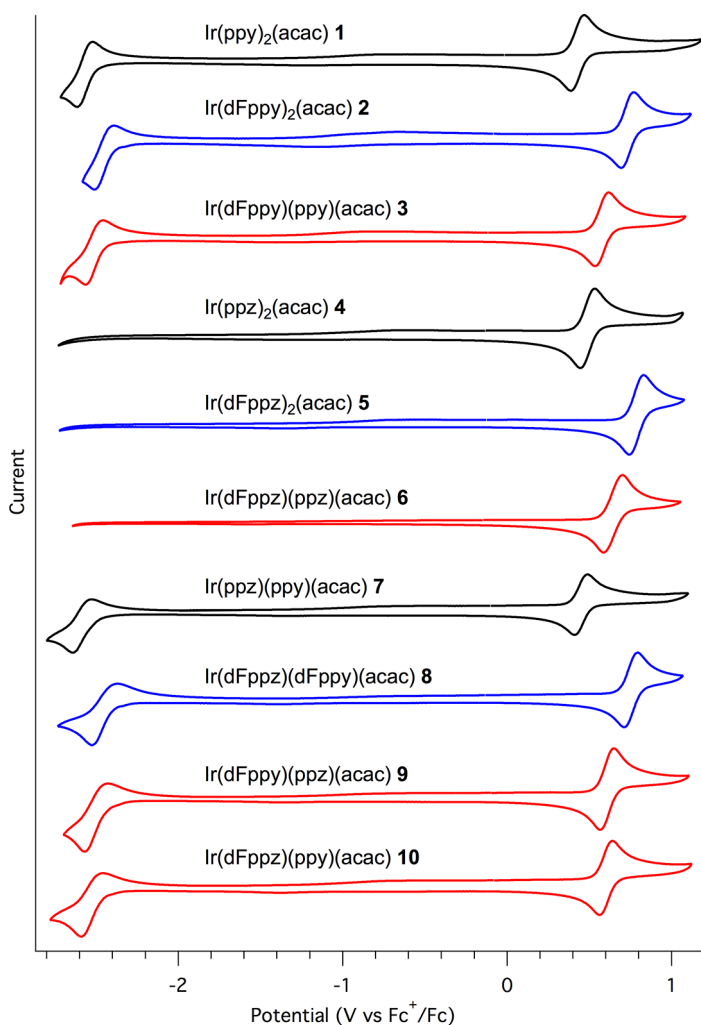 Ir(ppy)₂(acac) 1
Ir(dFppy)₂(acac) 2
Ir(dFppy)(ppy)(acac) 3
Ir(ppz)₂(acac) 4
Ir(dFppz)₂(acac) 5
Ir(dFppz)(ppz)(acac) 6
Ir(ppz)(ppy)(acac) 7
Ir(dFppz)(dFppy)(acac) 8
Ir(dFppy)(ppz)(acac) 9
Ir(dFppz)(ppy)(acac) 10
Current
-2 -1 0 1
Potential (V vs Fc⁺/Fc)